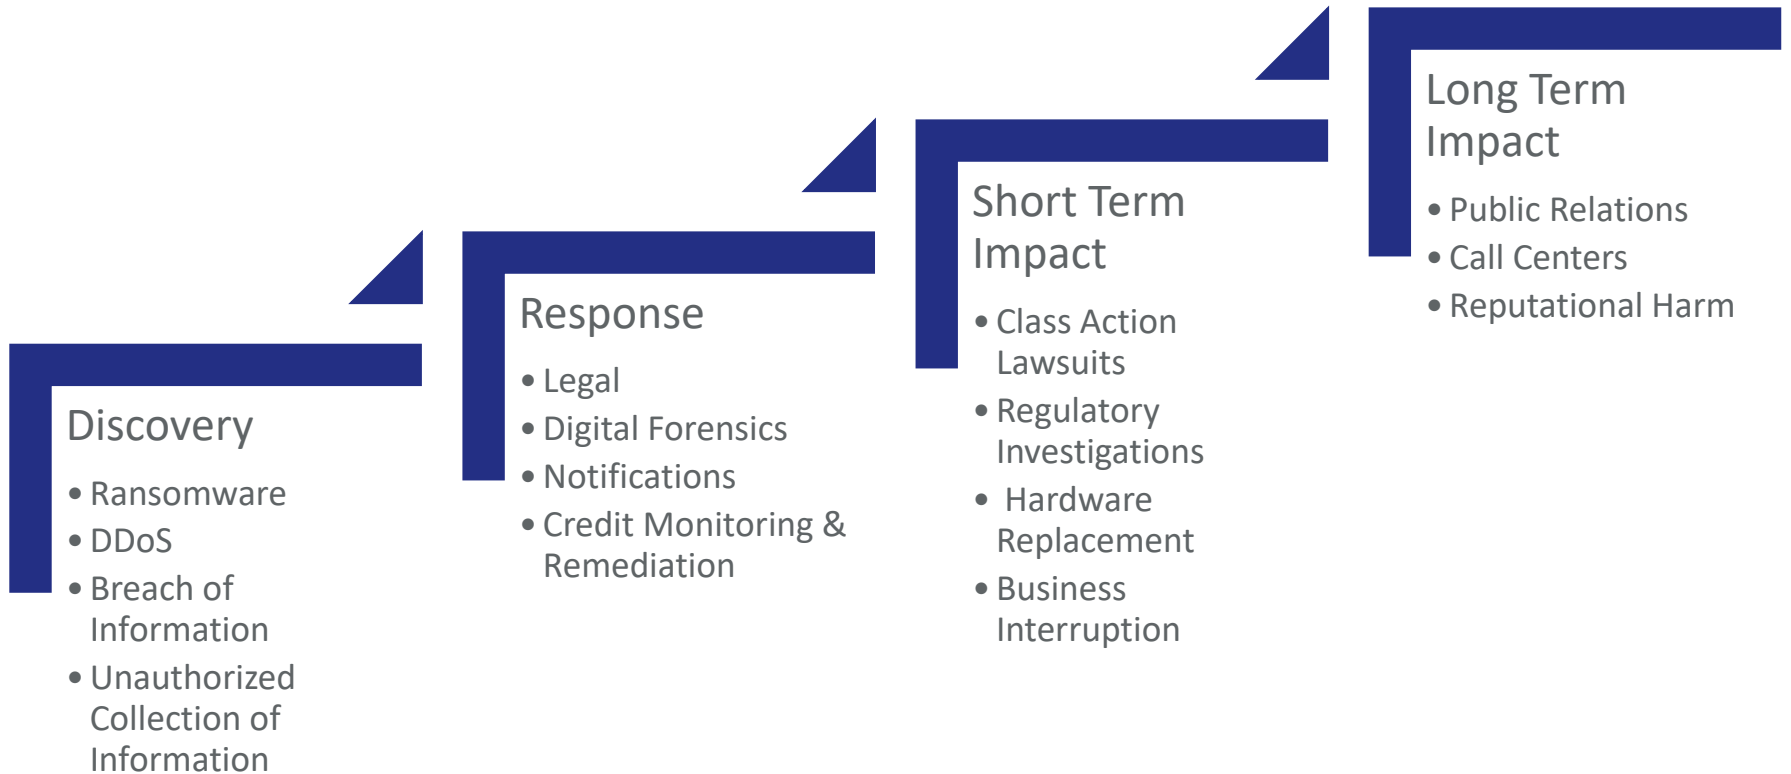 Discovery
• Ransomware
• DDoS
• Breach of
Information
• Unauthorized
Collection of
Information
Response
• Legal
• Digital Forensics
• Notifications
• Credit Monitoring &
Remediation
Short Term
Impact
• Class Action
Lawsuits
• Regulatory
Investigations
• Hardware
Replacement
• Business
Interruption
Long Term
Impact
• Public Relations
• Call Centers
• Reputational Harm